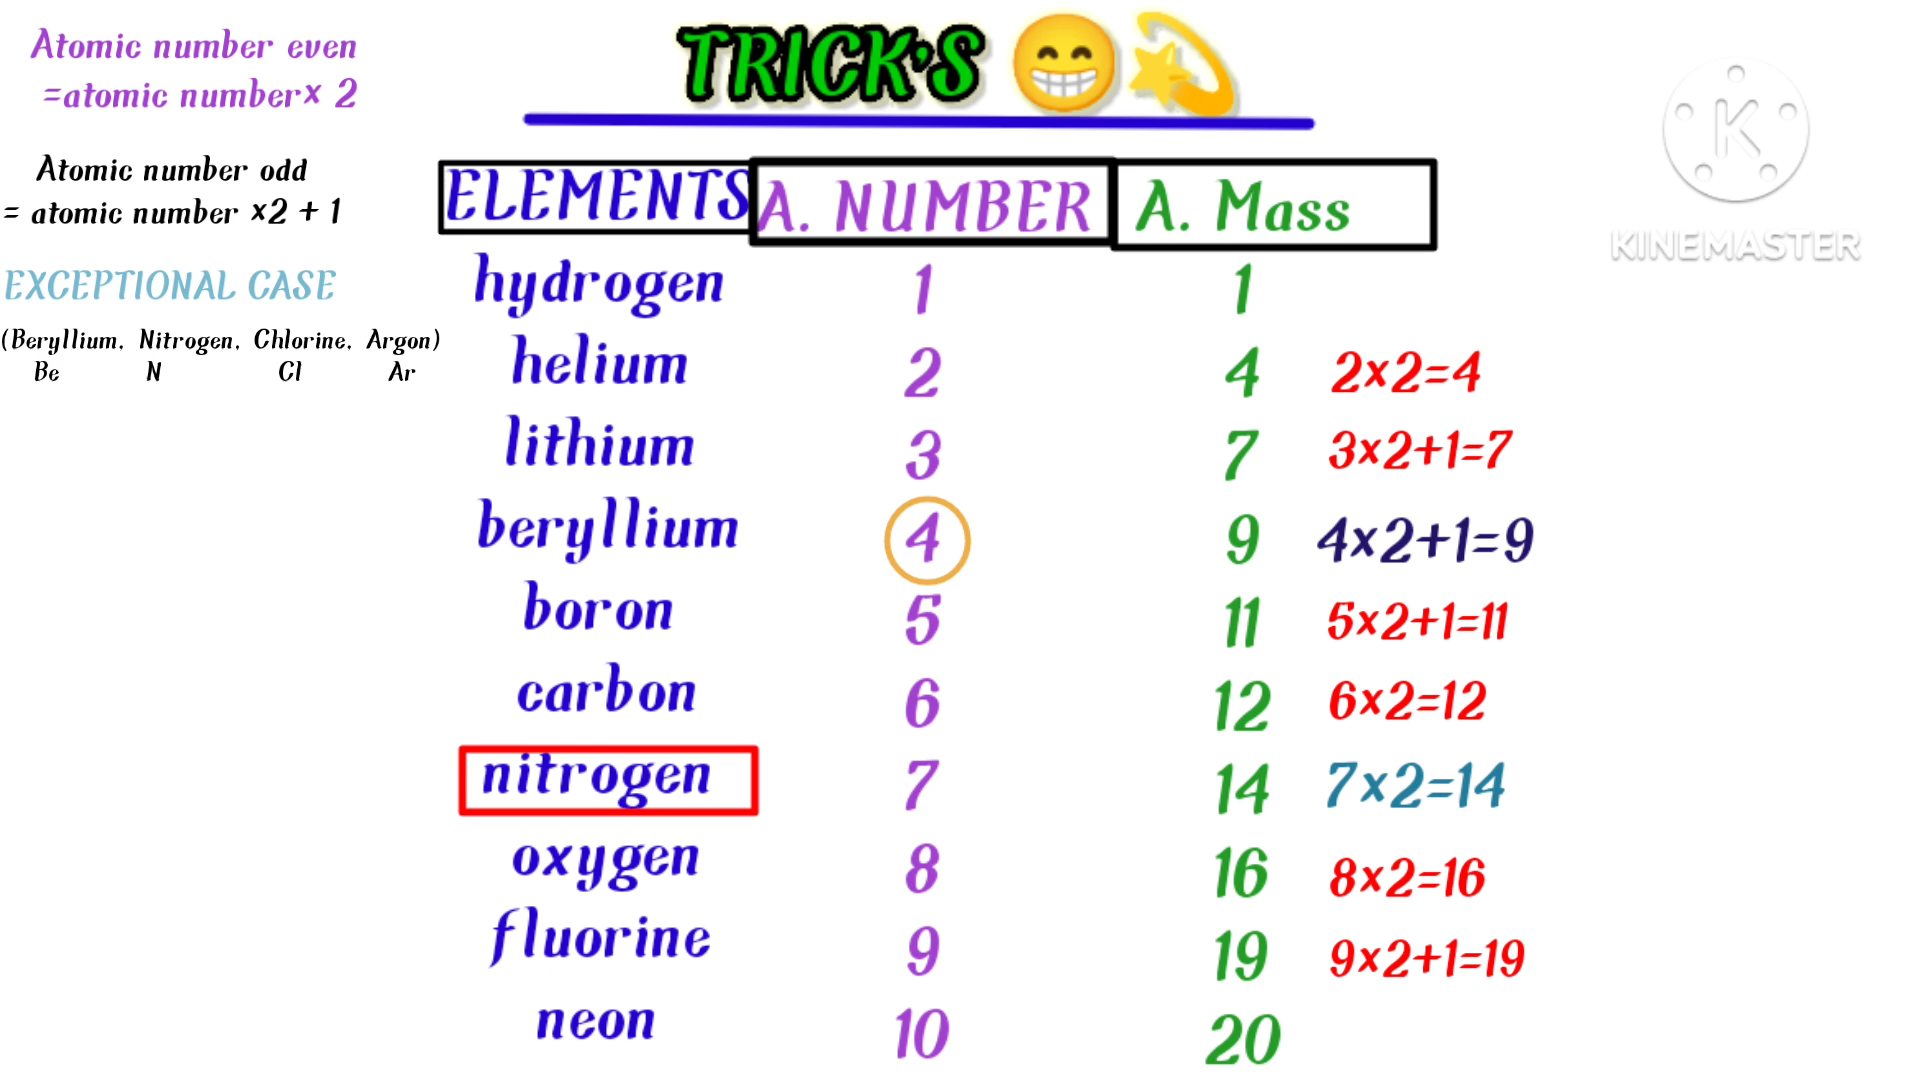 TRICK'S
Atomic number even
=atomic number× 2
Atomic number odd
= atomic number ×2 + 1
EXCEPTIONAL CASE
(Beryllium, Nitrogen, Chlorine, Argon)
Be N Cl Ar
ELEMENTS A. NUMBER A. Mass
hydrogen 1 1
helium 2 4 2×2=4
lithium 3 7 3×2+1=7
beryllium 4 9 4×2+1=9
boron 5 11 5×2+1=11
carbon 6 12 6×2=12
nitrogen 7 14 7×2=14
oxygen 8 16 8×2=16
fluorine 9 19 9×2+1=19
neon 10 20
K
KINEMASTER